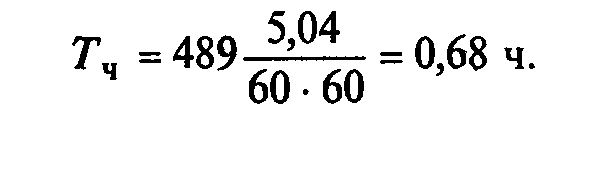 Tч = 489 5,04 / 60 · 60 = 0,68 ч.